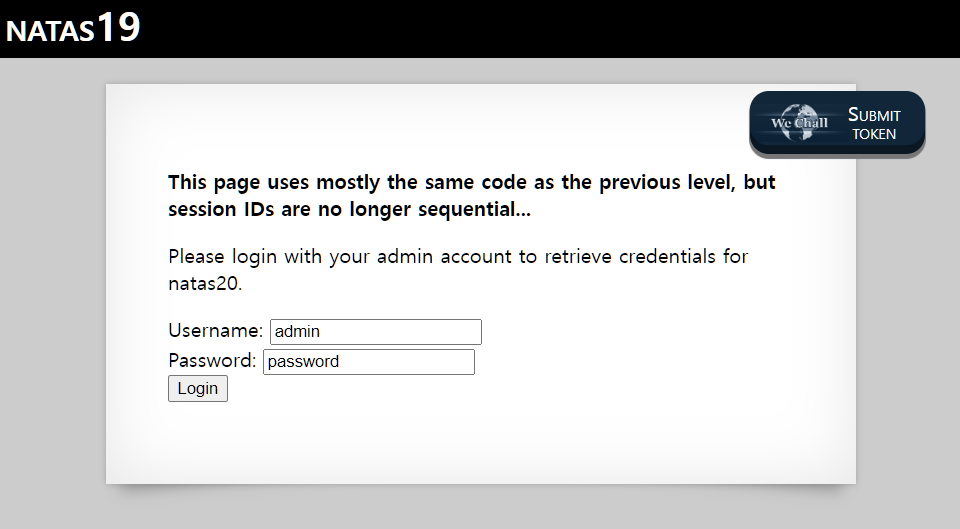 NATAS19
We Chall
SUBMIT
TOKEN
This page uses mostly the same code as the previous level, but
session IDs are no longer sequential...
Please login with your admin account to retrieve credentials for
natas20.
Username: admin
Password: password
Login